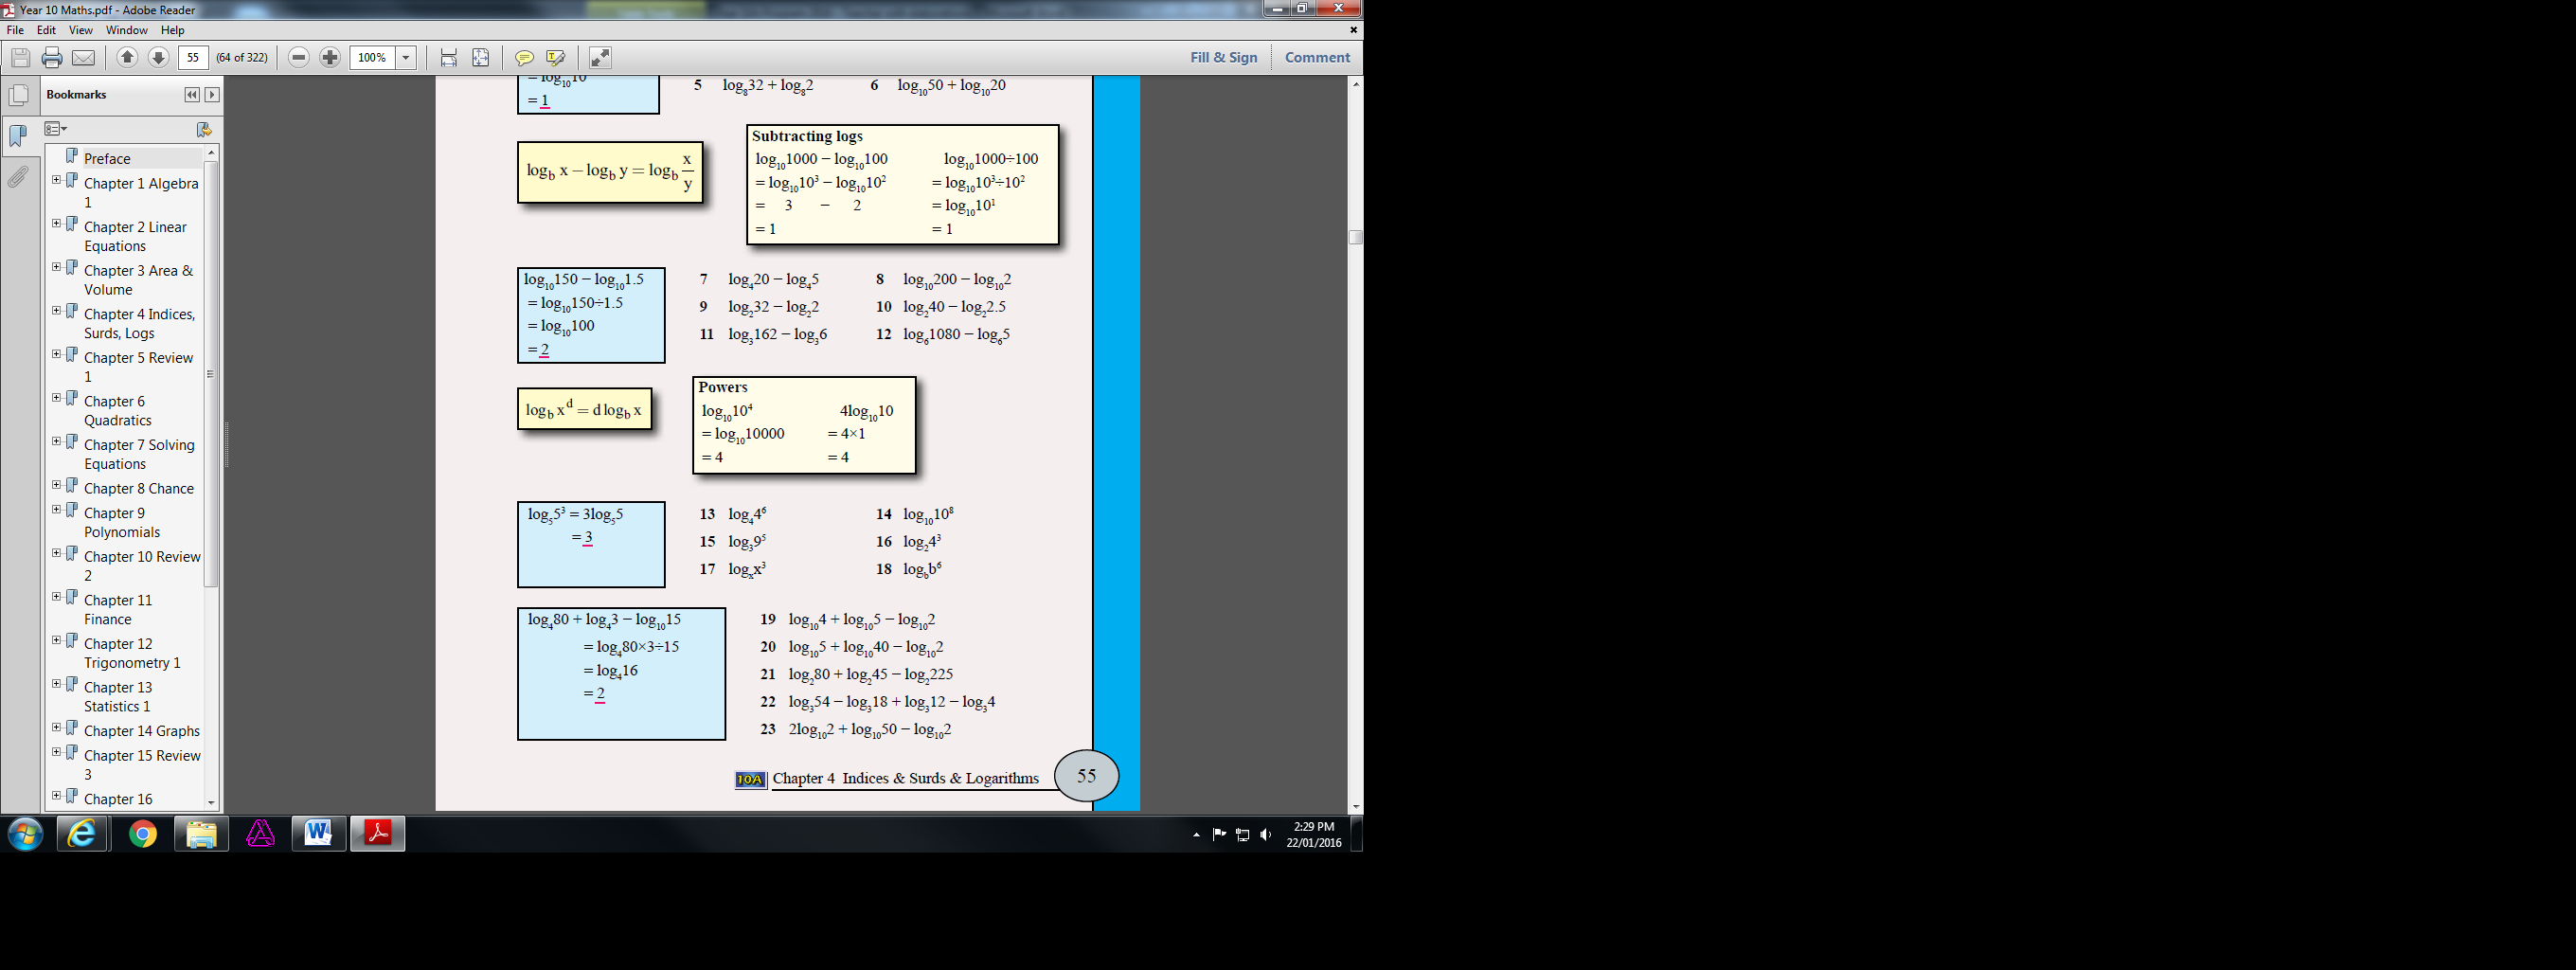 Year 10 Maths.pdf - Adobe Reader
File Edit View Window Help
55 (64 of 322) 100% Fill & Sign Comment
Bookmarks
Preface
Chapter 1 Algebra
1
Chapter 2 Linear
Equations
Chapter 3 Area &
Volume
Chapter 4 Indices,
Surds, Logs
Chapter 5 Review
1
Chapter 6
Quadratics
Chapter 7 Solving
Equations
Chapter 8 Chance
Chapter 9
Polynomials
Chapter 10 Review
2
Chapter 11
Finance
Chapter 12
Trigonometry 1
Chapter 13
Statistics 1
Chapter 14 Graphs
Chapter 15 Review
3
Chapter 16
= log₁₀10
= 1
5 log₈32 + log₈2 6 log₁₀50 + log₁₀20
log_b x − log_b y = log_b x/y
Subtracting logs
log₁₀1000 − log₁₀100 log₁₀1000÷100
= log₁₀10³ − log₁₀10² = log₁₀10³÷10²
= 3 − 2 = log₁₀10¹
= 1 = 1
log₁₀150 − log₁₀1.5
= log₁₀150÷1.5
= log₁₀100
= 2
7 log₄20 − log₄5 8 log₁₀200 − log₁₀2
9 log₂32 − log₂2 10 log₂40 − log₂2.5
11 log₃162 − log₃6 12 log₆1080 − log₆5
log_b x^d = d log_b x
Powers
log₁₀10⁴ 4log₁₀10
= log₁₀10000 = 4×1
= 4 = 4
log₅5³ = 3log₅5
= 3
13 log₄4⁶ 14 log₁₀10⁸
15 log₃9⁵ 16 log₂4³
17 logₓx³ 18 log_b b⁶
log₄80 + log₄3 − log₁₀15
= log₄80×3÷15
= log₄16
= 2
19 log₁₀4 + log₁₀5 − log₁₀2
20 log₁₀5 + log₁₀40 − log₁₀2
21 log₂80 + log₂45 − log₂225
22 log₃54 − log₃18 + log₃12 − log₃4
23 2log₁₀2 + log₁₀50 − log₁₀2
10A Chapter 4 Indices & Surds & Logarithms 55
2:29 PM
22/01/2016